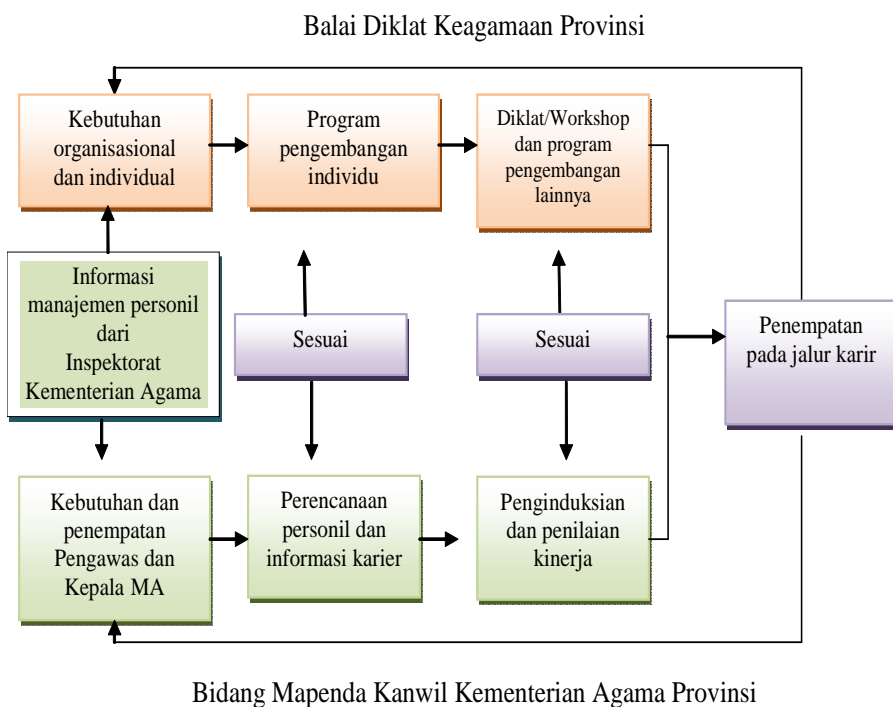 Balai Diklat Keagamaan Provinsi
Kebutuhan
organisasional
dan individual
Program
pengembangan
individu
Diklat/Workshop
dan program
pengembangan
lainnya
Informasi
manajemen personil
dari
Inspektorat
Kementerian Agama
Sesuai
Sesuai
Penempatan
pada jalur karir
Kebutuhan dan
penempatan
Pengawas dan
Kepala MA
Perencanaan
personil dan
informasi karier
Penginduksian
dan penilaian
kinerja
Bidang Mapenda Kanwil Kementerian Agama Provinsi